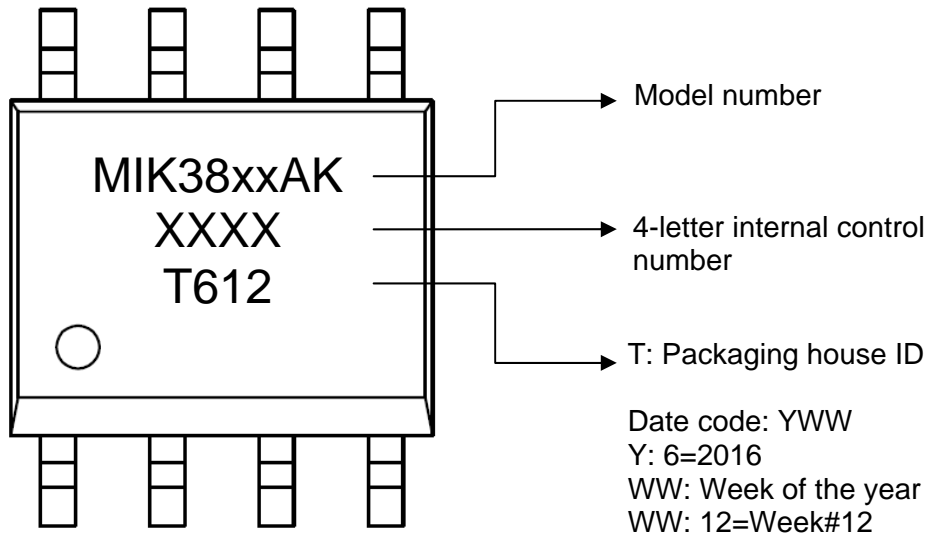 MIK38xxAK
XXXX
T612
Model number
4-letter internal control
number
T: Packaging house ID
Date code: YWW
Y: 6=2016
WW: Week of the year
WW: 12=Week#12